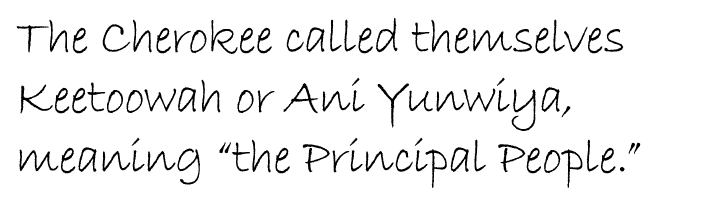 The Cherokee called themselves
Keetoowah or Ani Yunwiya,
meaning “the Principal People.”